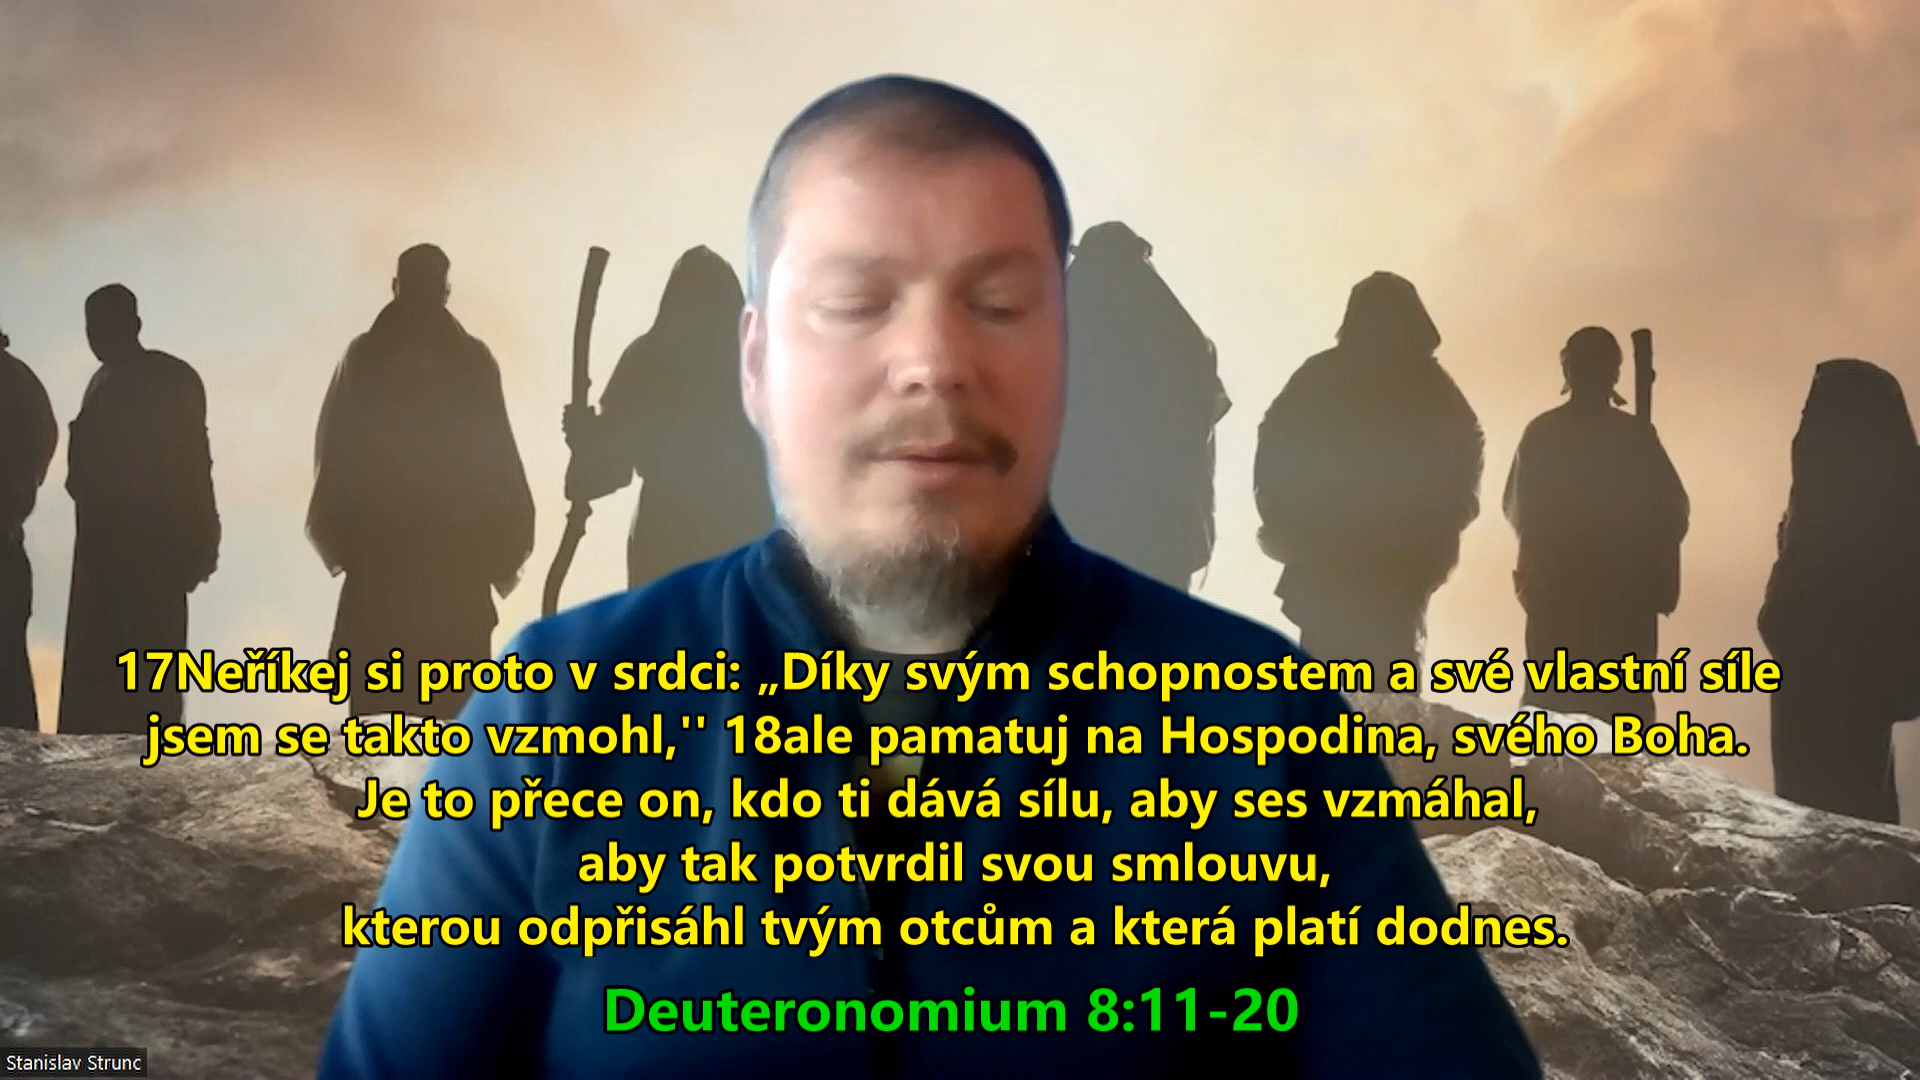 17Neříkej si proto v srdci: „Díky svým schopnostem a své vlastní síle
jsem se takto vzmohl,'' 18ale pamatuj na Hospodina, svého Boha.
Je to přece on, kdo ti dává sílu, aby ses vzmáhal,
aby tak potvrdil svou smlouvu,
kterou odpřisáhl tvým otcům a která platí dodnes.
Deuteronomium 8:11-20
Stanislav Strunc